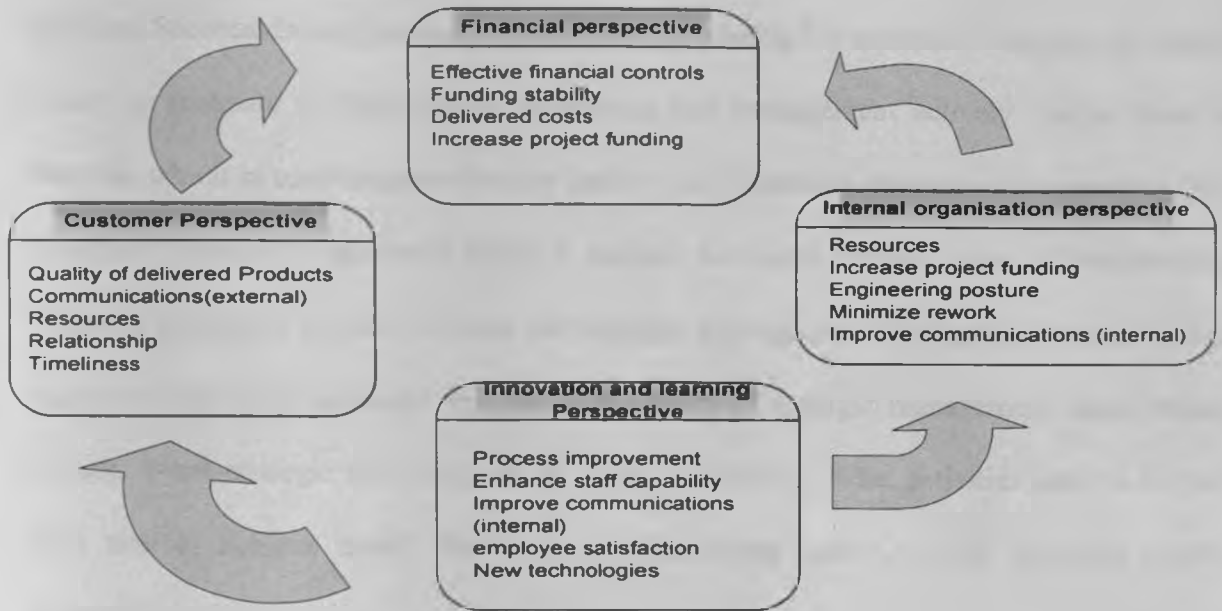 Financial perspective
Effective financial controls
Funding stability
Delivered costs
Increase project funding
Customer Perspective
Quality of delivered Products
Communications(external)
Resources
Relationship
Timeliness
Internal organisation perspective
Resources
Increase project funding
Engineering posture
Minimize rework
Improve communications (internal)
Innovation and learning
Perspective
Process improvement
Enhance staff capability
Improve communications
(internal)
employee satisfaction
New technologies